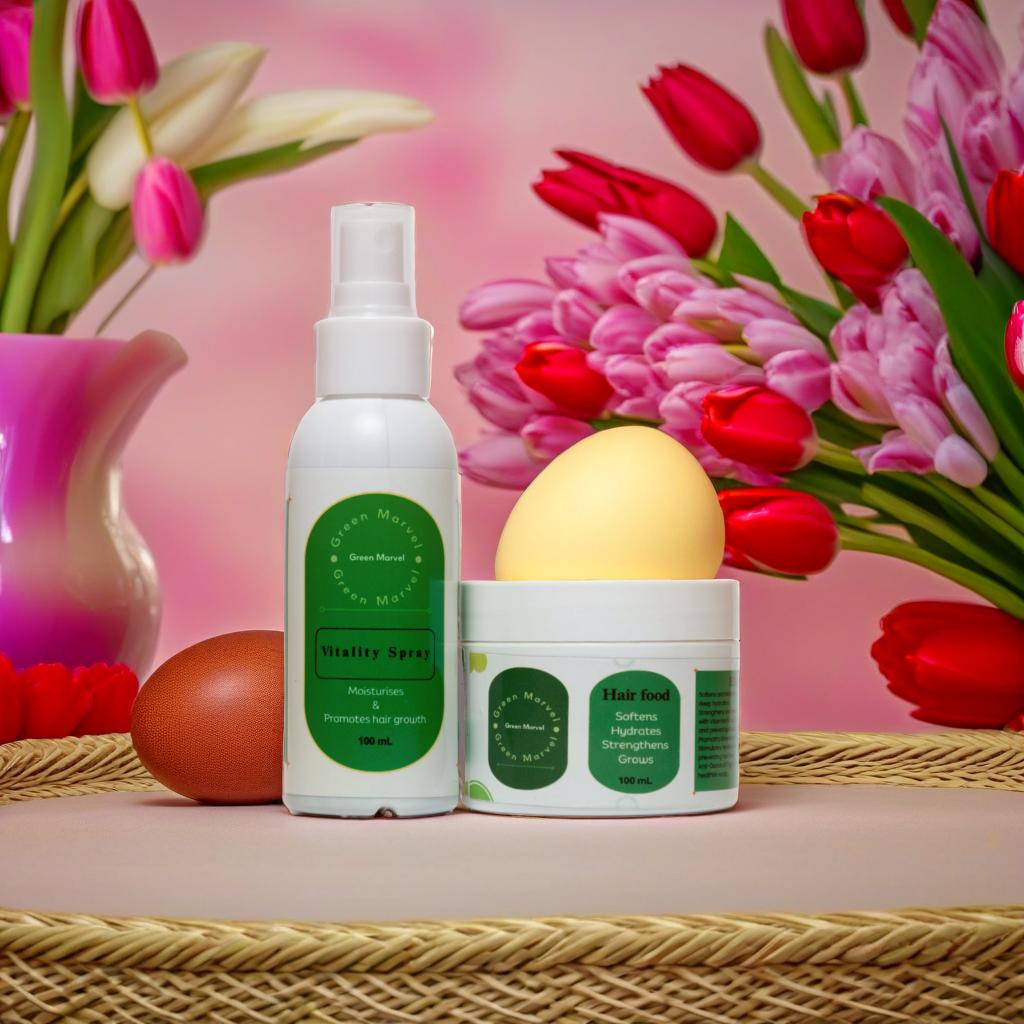 Green Marvel
Green Marvel
Green Marvel
Vitality Spray
Moisturises
&
Promotes hair growth
100 mL
Green Marvel
Green Marvel
Green Marvel
Hair food
Softens
Hydrates
Strengthens
Grows
100 mL